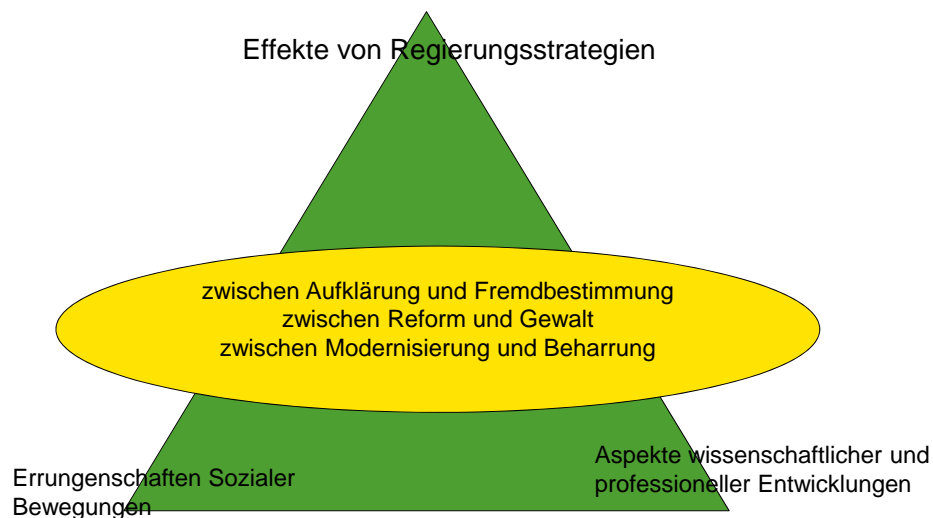 Effekte von Regierungsstrategien
zwischen Aufklärung und Fremdbestimmung
zwischen Reform und Gewalt
zwischen Modernisierung und Beharrung
Errungenschaften Sozialer
Bewegungen
Aspekte wissenschaftlicher und
professioneller Entwicklungen